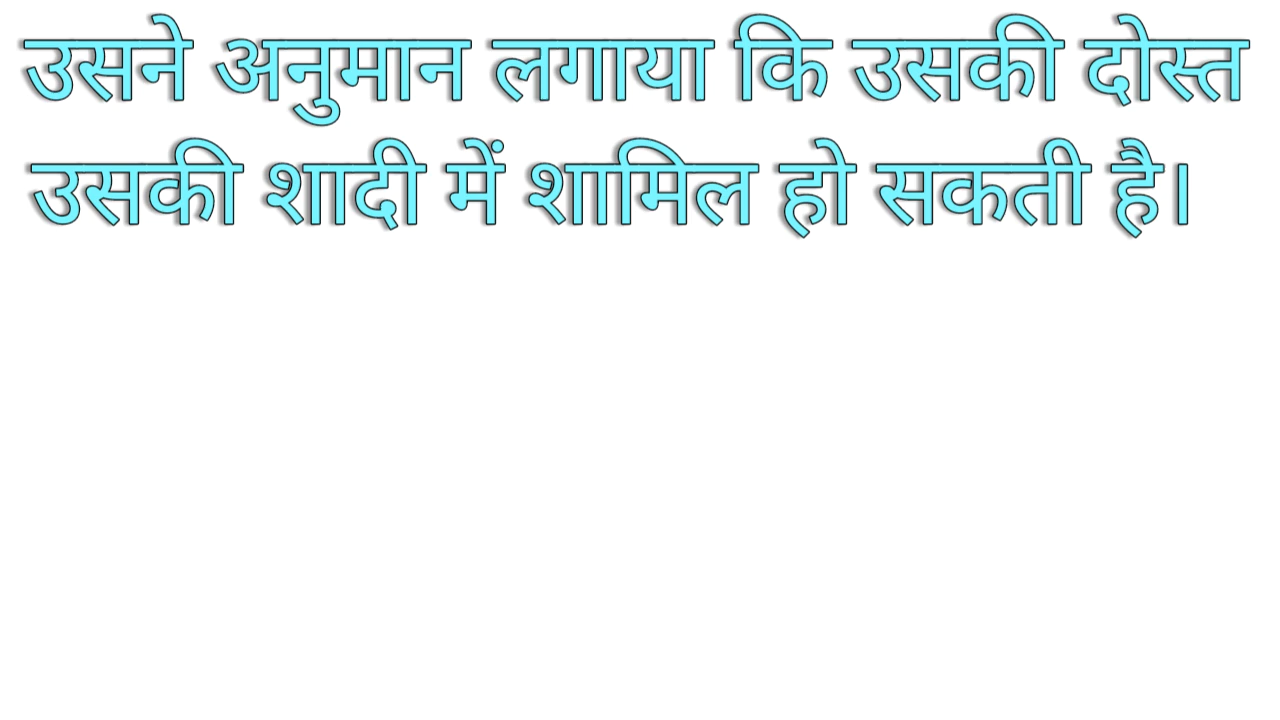 उसने अनुमान लगाया कि उसकी दोस्त
उसकी शादी में शामिल हो सकती है।